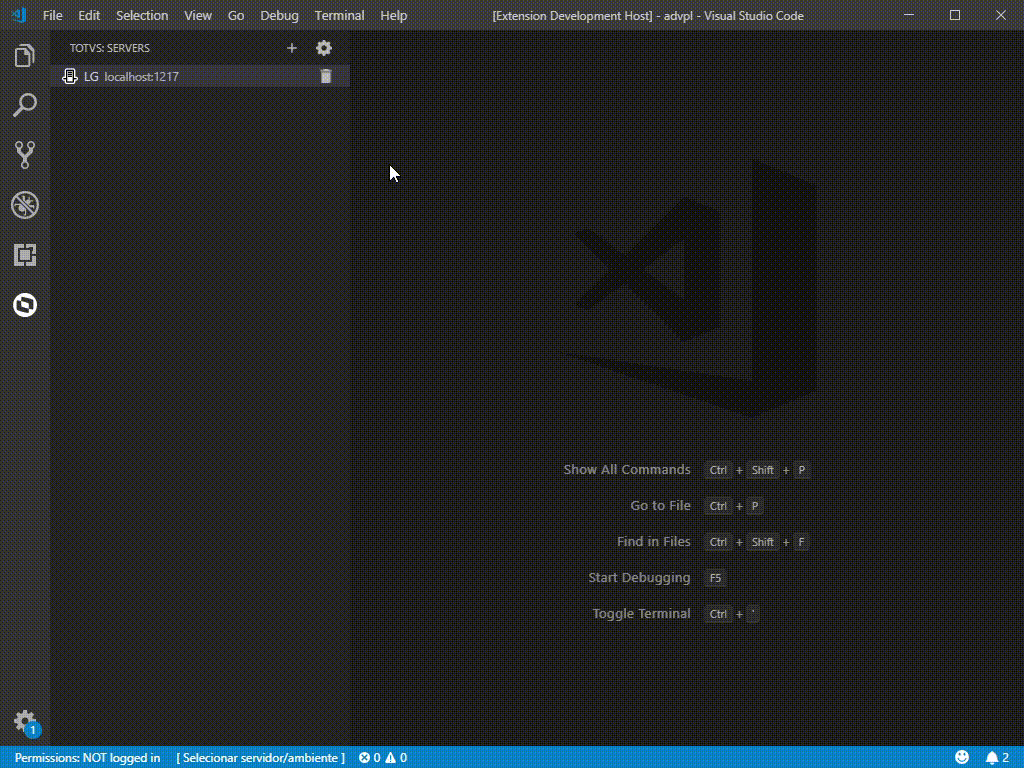 File Edit Selection View Go Debug Terminal Help [Extension Development Host] - advpl - Visual Studio Code
TOTVS: SERVERS
LG localhost:1217
Show All Commands Ctrl + Shift + P
Go to File Ctrl + P
Find in Files Ctrl + Shift + F
Start Debugging F5
Toggle Terminal Ctrl + `
1
Permissions: NOT logged in [ Selecionar servidor/ambiente ] 0 0 2